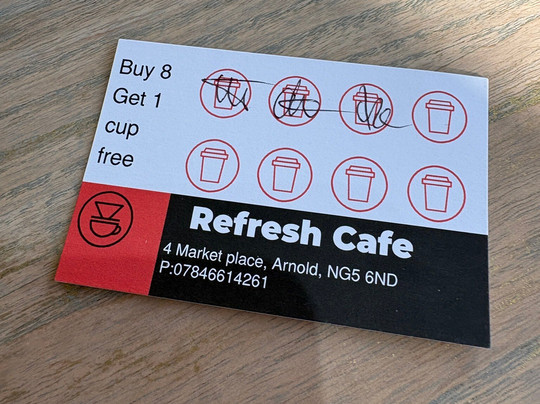 Buy 8
Get 1
cup
free
Refresh Cafe
4 Market place, Arnold, NG5 6ND
P:07846614261